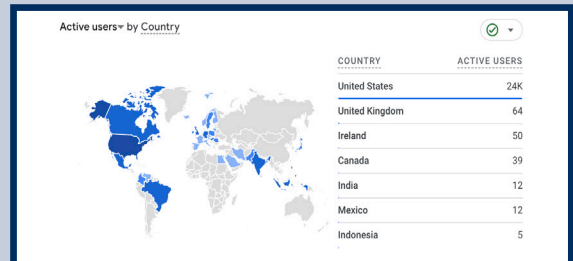 Active users by Country
COUNTRY ACTIVE USERS
United States 24K
United Kingdom 64
Ireland 50
Canada 39
India 12
Mexico 12
Indonesia 5